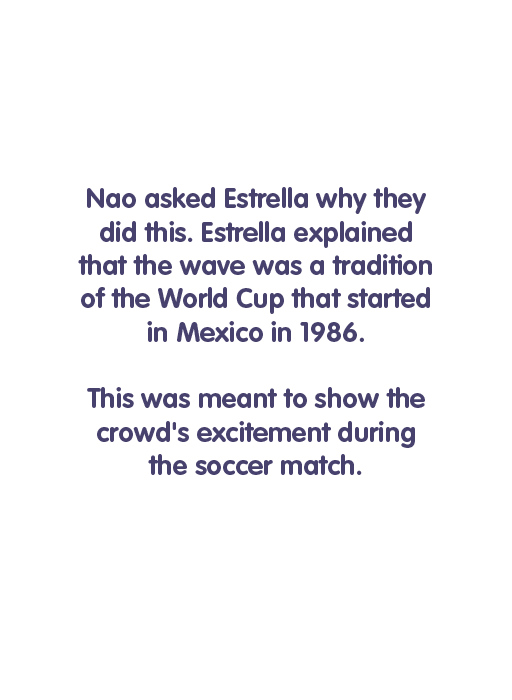 Nao asked Estrella why they
did this. Estrella explained
that the wave was a tradition
of the World Cup that started
in Mexico in 1986.
This was meant to show the
crowd's excitement during
the soccer match.